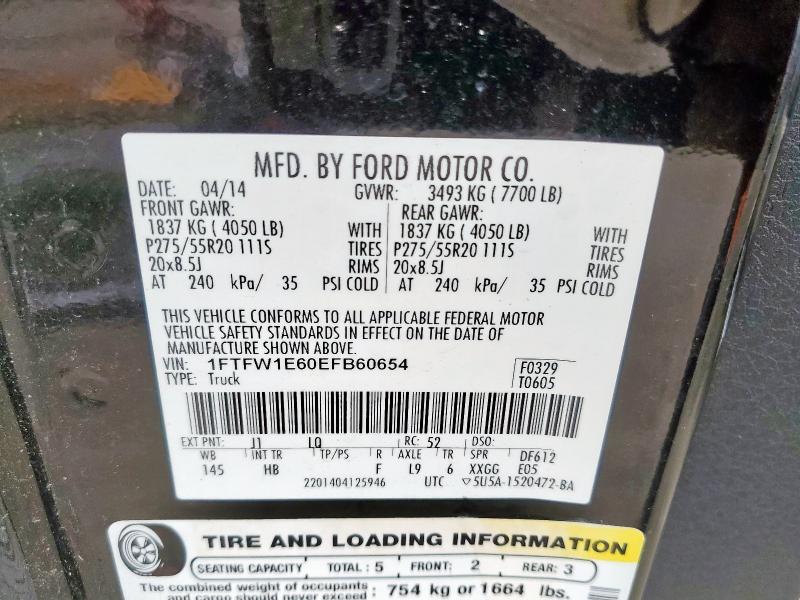 MFD. BY FORD MOTOR CO.
DATE: 04/14 GVWR: 3493 KG ( 7700 LB)
FRONT GAWR: REAR GAWR:
1837 KG ( 4050 LB) WITH 1837 KG ( 4050 LB) WITH
P275/55R20 111S TIRES P275/55R20 111S TIRES
20x8.5J RIMS 20x8.5J RIMS
AT 240 kPa/ 35 PSI COLD AT 240 kPa/ 35 PSI COLD
THIS VEHICLE CONFORMS TO ALL APPLICABLE FEDERAL MOTOR
VEHICLE SAFETY STANDARDS IN EFFECT ON THE DATE OF
MANUFACTURE SHOWN ABOVE.
VIN: 1FTFW1E60EFB60654 F0329
TYPE: Truck T0605
EXT PNT: J1 LQ RC: 52 DSO:
WB INT TR TP/PS R AXLE TR SPR DF612
145 HB F L9 6 XXGG E05
2201404125946 UTC ▽5U5A-1520472-BA
TIRE AND LOADING INFORMATION
SEATING CAPACITY TOTAL : 5 FRONT: 2 REAR: 3
The combined weight of occupants
and cargo should never exceed : 754 kg or 1664 lbs.